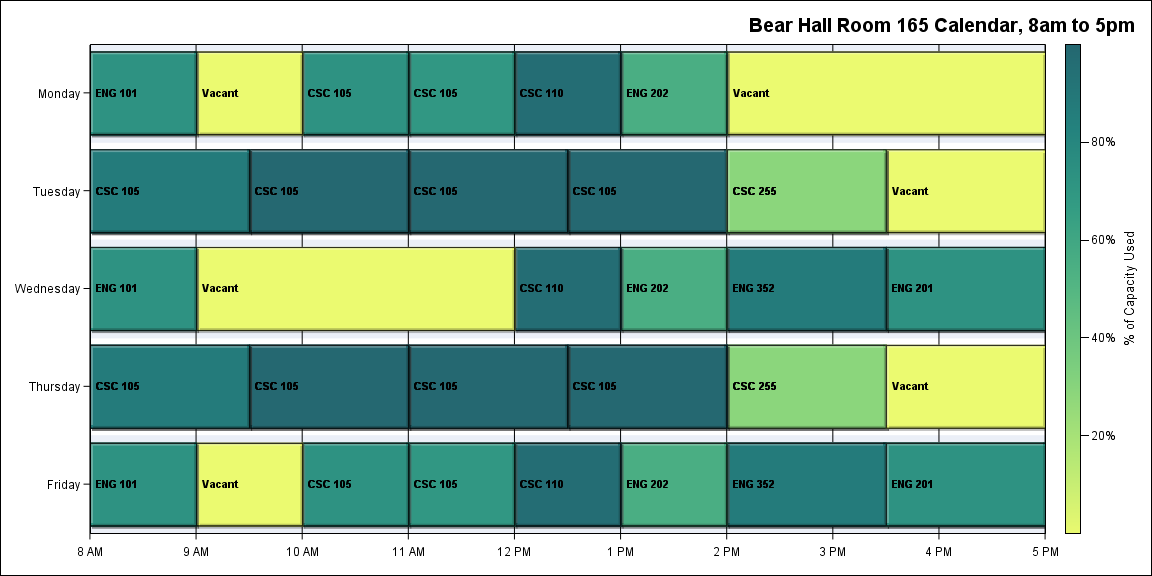 Bear Hall Room 165 Calendar, 8am to 5pm
Monday
ENG 101
Vacant
CSC 105
CSC 105
CSC 110
ENG 202
Vacant
Tuesday
CSC 105
CSC 105
CSC 105
CSC 105
CSC 255
Vacant
Wednesday
ENG 101
Vacant
CSC 110
ENG 202
ENG 352
ENG 201
Thursday
CSC 105
CSC 105
CSC 105
CSC 105
CSC 255
Vacant
Friday
ENG 101
Vacant
CSC 105
CSC 105
CSC 110
ENG 202
ENG 352
ENG 201
8 AM
9 AM
10 AM
11 AM
12 PM
1 PM
2 PM
3 PM
4 PM
5 PM
80%
60%
40%
20%
% of Capacity Used